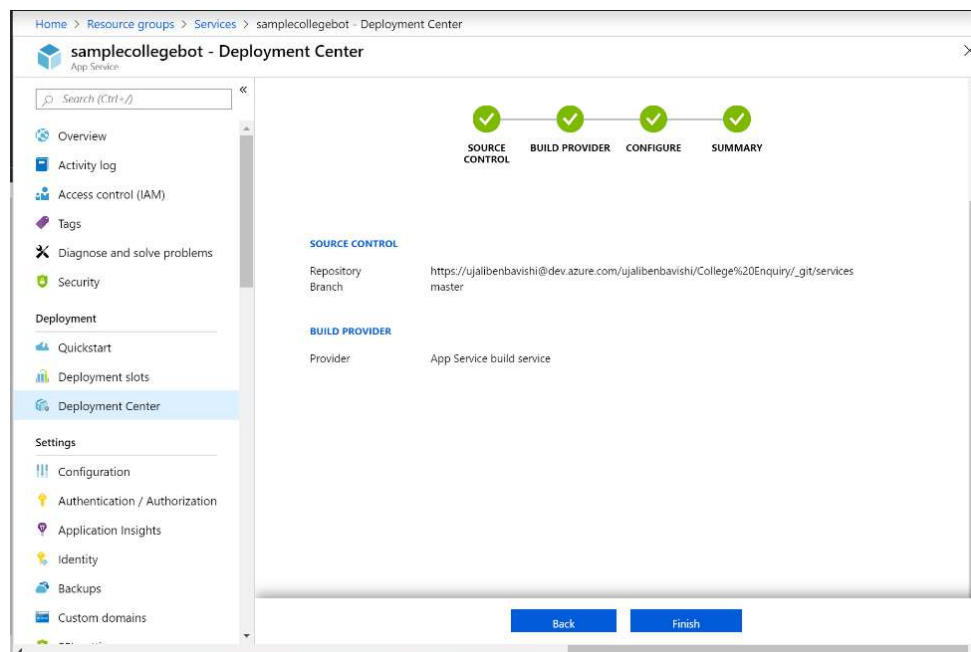 Home > Resource groups > Services > samplecollegebot - Deployment Center
samplecollegebot - Deployment Center
App Service
Search (Ctrl+/)
«
Overview
Activity log
Access control (IAM)
Tags
Diagnose and solve problems
Security
Deployment
Quickstart
Deployment slots
Deployment Center
Settings
Configuration
Authentication / Authorization
Application Insights
Identity
Backups
Custom domains
SOURCE CONTROL
BUILD PROVIDER
CONFIGURE
SUMMARY
SOURCE CONTROL
Repository https://ujalibenbavishi@dev.azure.com/ujalibenbavishi/College%20Enquiry/_git/services
Branch master
BUILD PROVIDER
Provider App Service build service
Back Finish